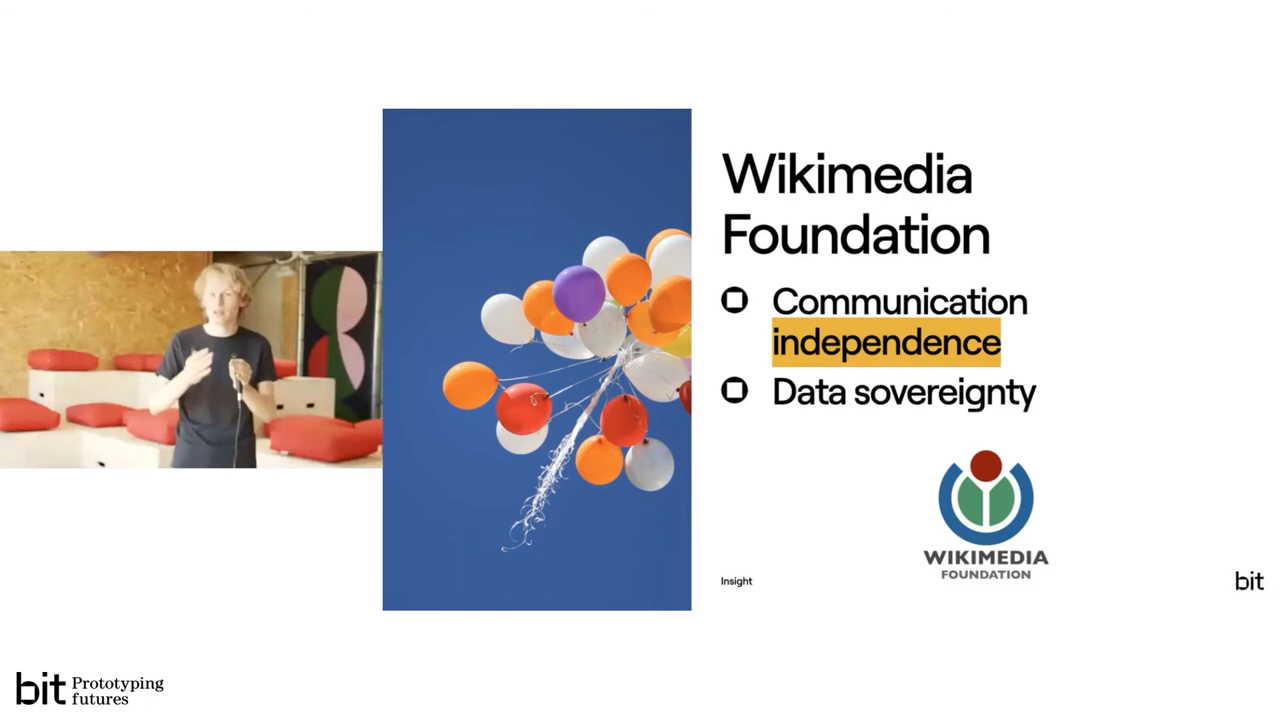 Wikimedia
Foundation
Communication
independence
Data sovereignty
WIKIMEDIA
FOUNDATION
Insight
bit
bit Prototyping
futures